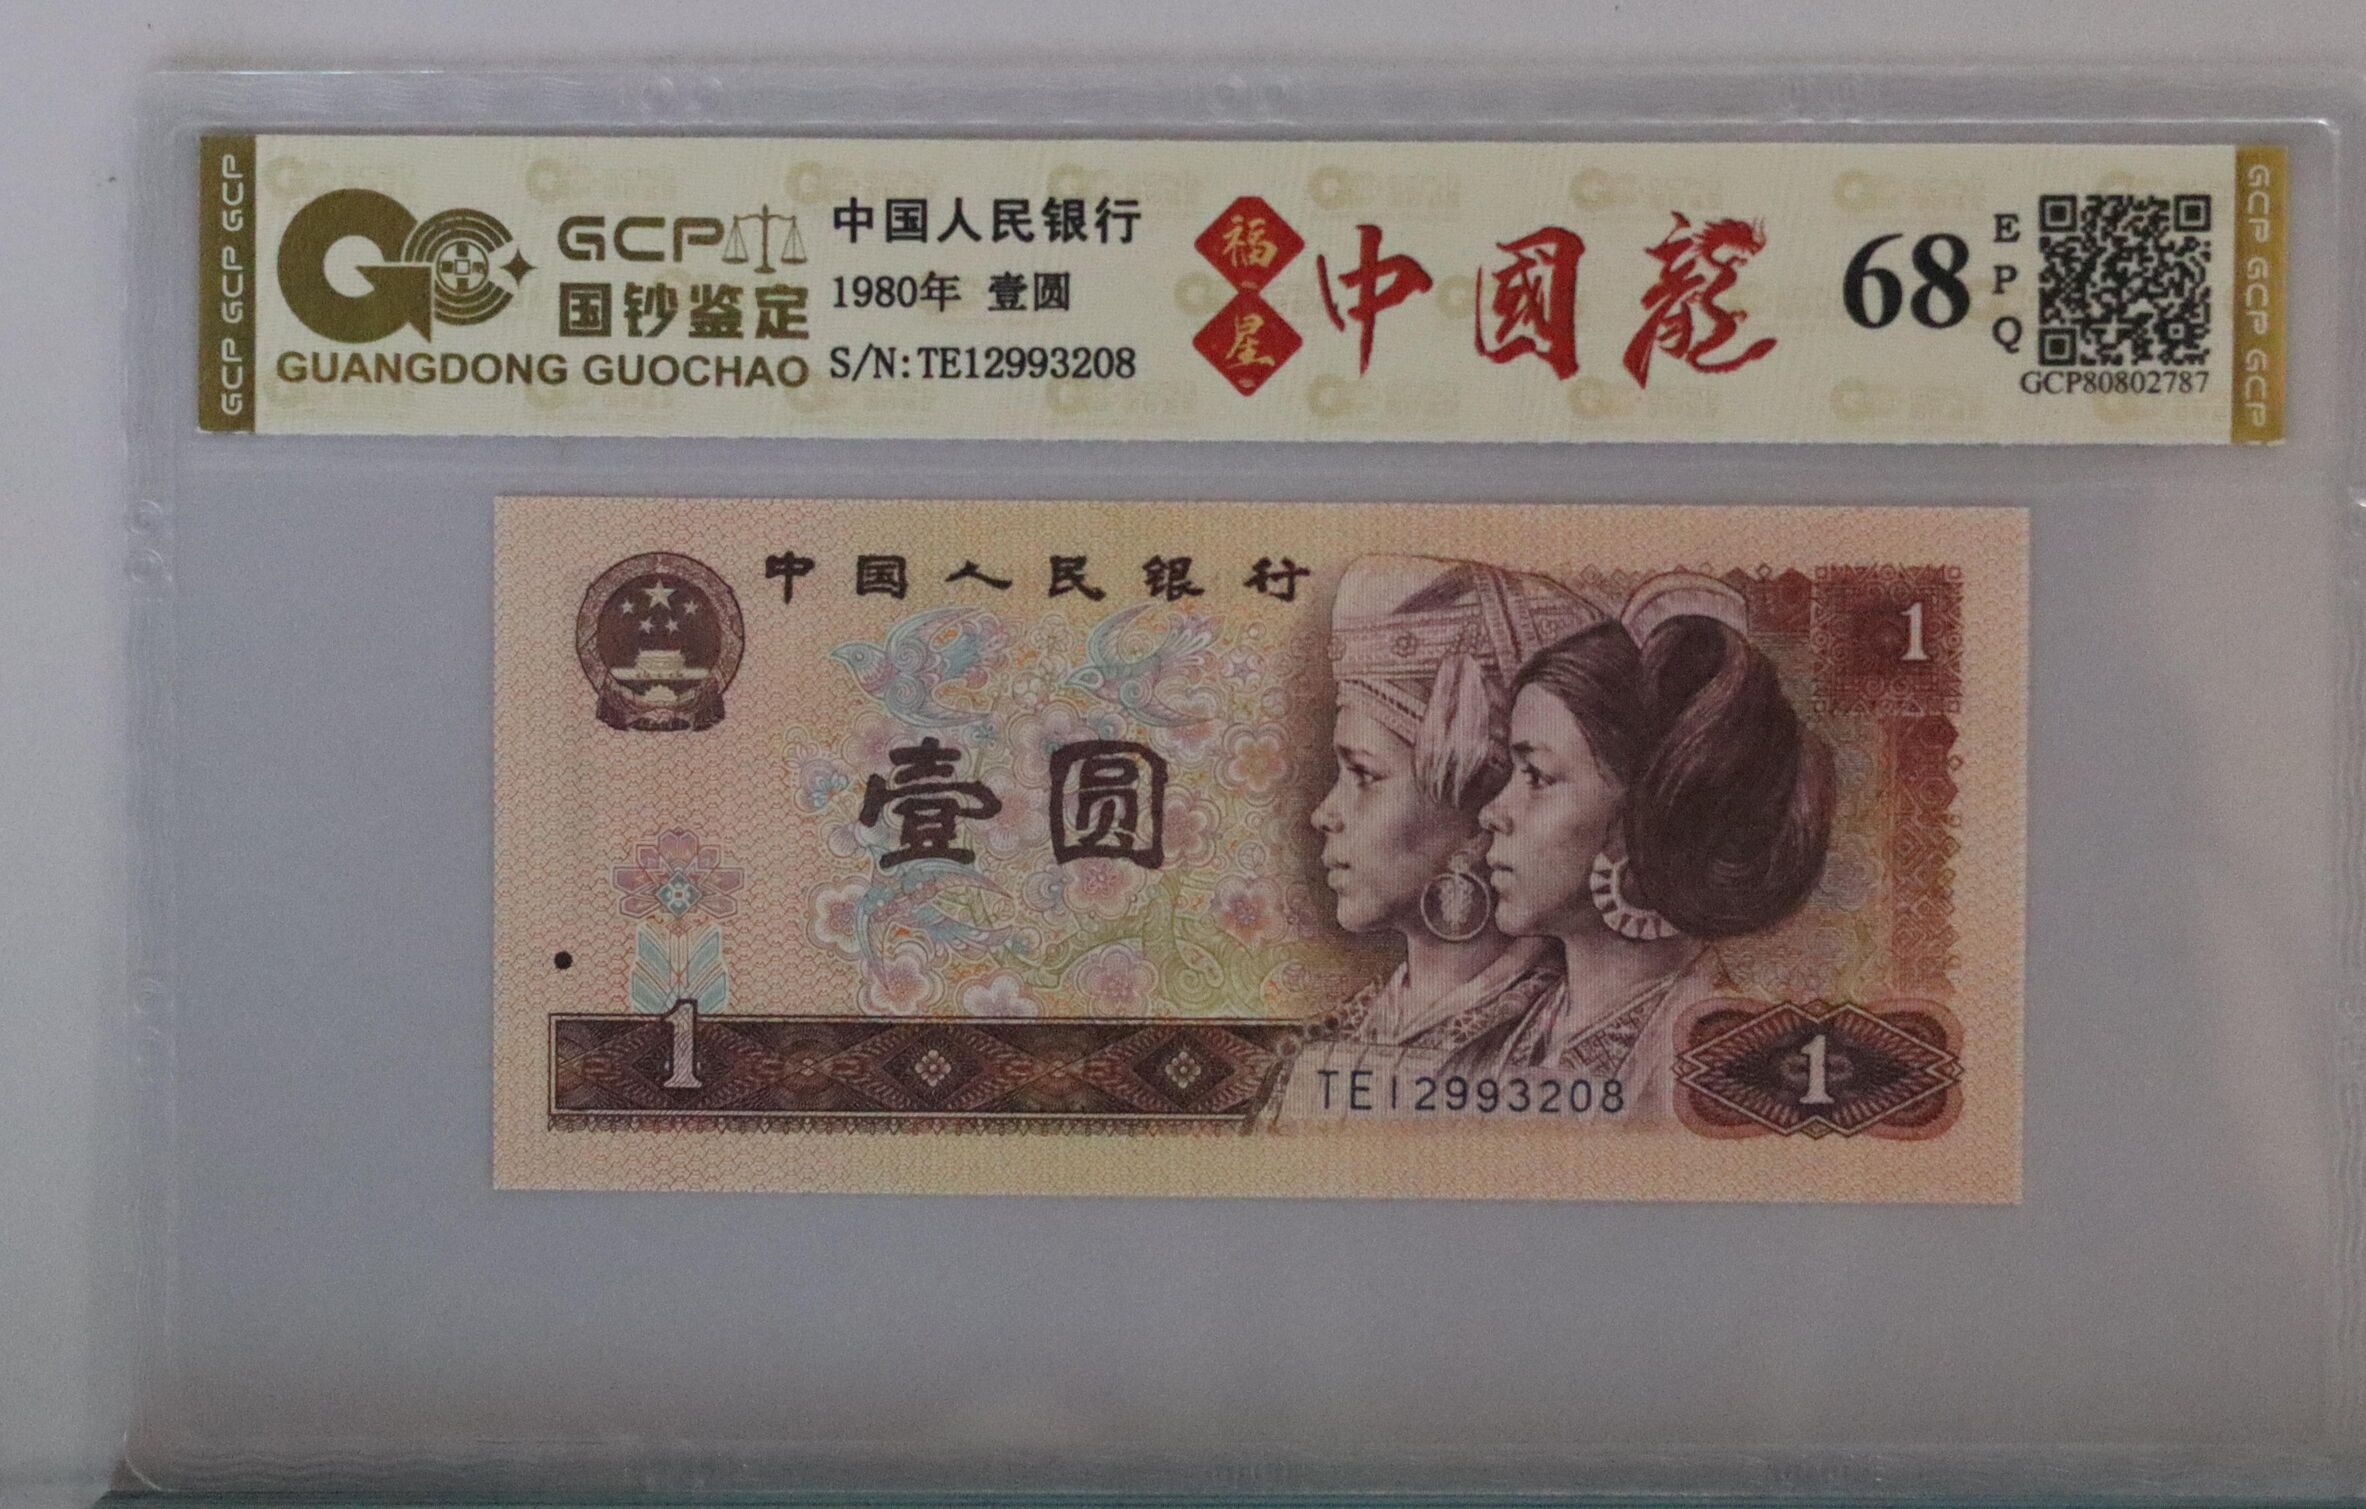 GCP GCP GCP
GCP
国钞鉴定
GUANGDONG GUOCHAO
中国人民银行
1980年 壹圆
S/N:TE12993208
福星
中國龍
68
EPQ
GCP80802787
GCP GCP GCP
中国人民银行
1
壹圆
1
TE12993208
1